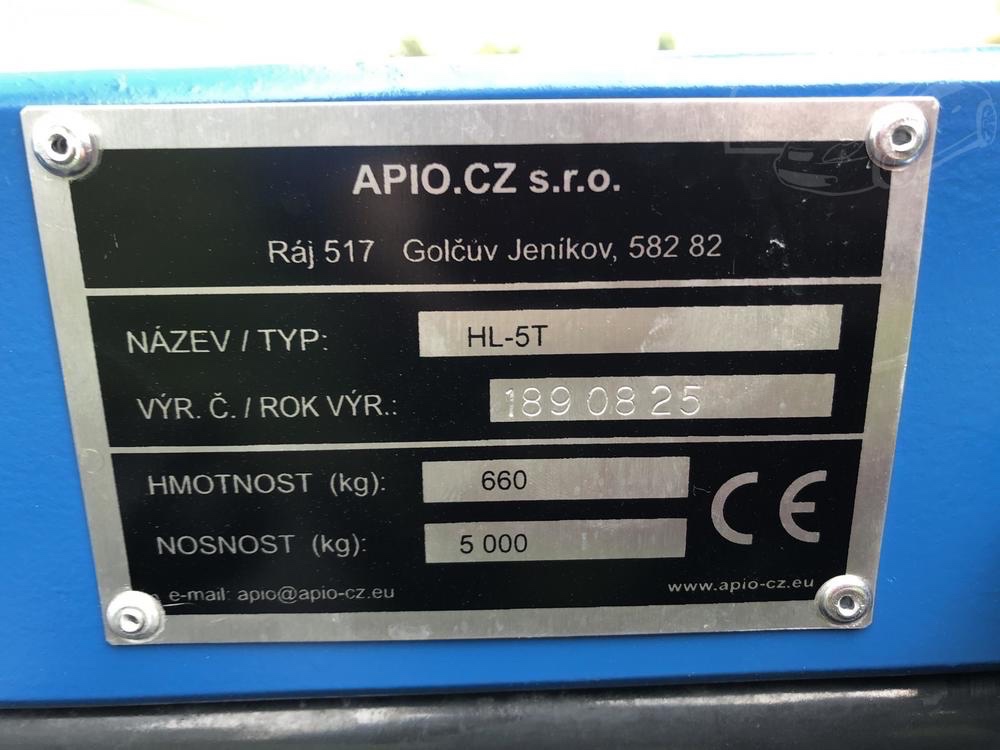 APIO.CZ s.r.o.
Ráj 517 Golčův Jeníkov, 582 82
NÁZEV / TYP: HL-5T
VÝR. Č. / ROK VÝR.: 189 08 25
HMOTNOST (kg): 660
NOSNOST (kg): 5 000
CE
e-mail: apio@apio-cz.eu www.apio-cz.eu